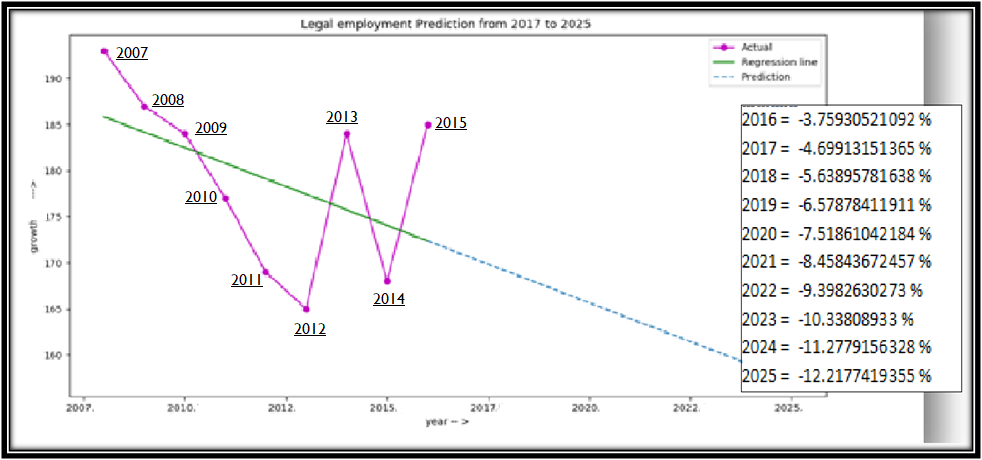 Legal employment Prediction from 2017 to 2025
Actual
Regression line
Prediction
2007
2008
2009
2010
2011
2012
2013
2014
2015
190
185
180
175
170
165
160
growth --->
2007.
2010.
2012.
2015.
2017.
2020.
2022.
2025.
year -- >
2016 = -3.75930521092 %
2017 = -4.69913151365 %
2018 = -5.63895781638 %
2019 = -6.57878411911 %
2020 = -7.51861042184 %
2021 = -8.45843672457 %
2022 = -9.3982630273 %
2023 = -10.33808933 %
2024 = -11.2779156328 %
2025 = -12.2177419355 %